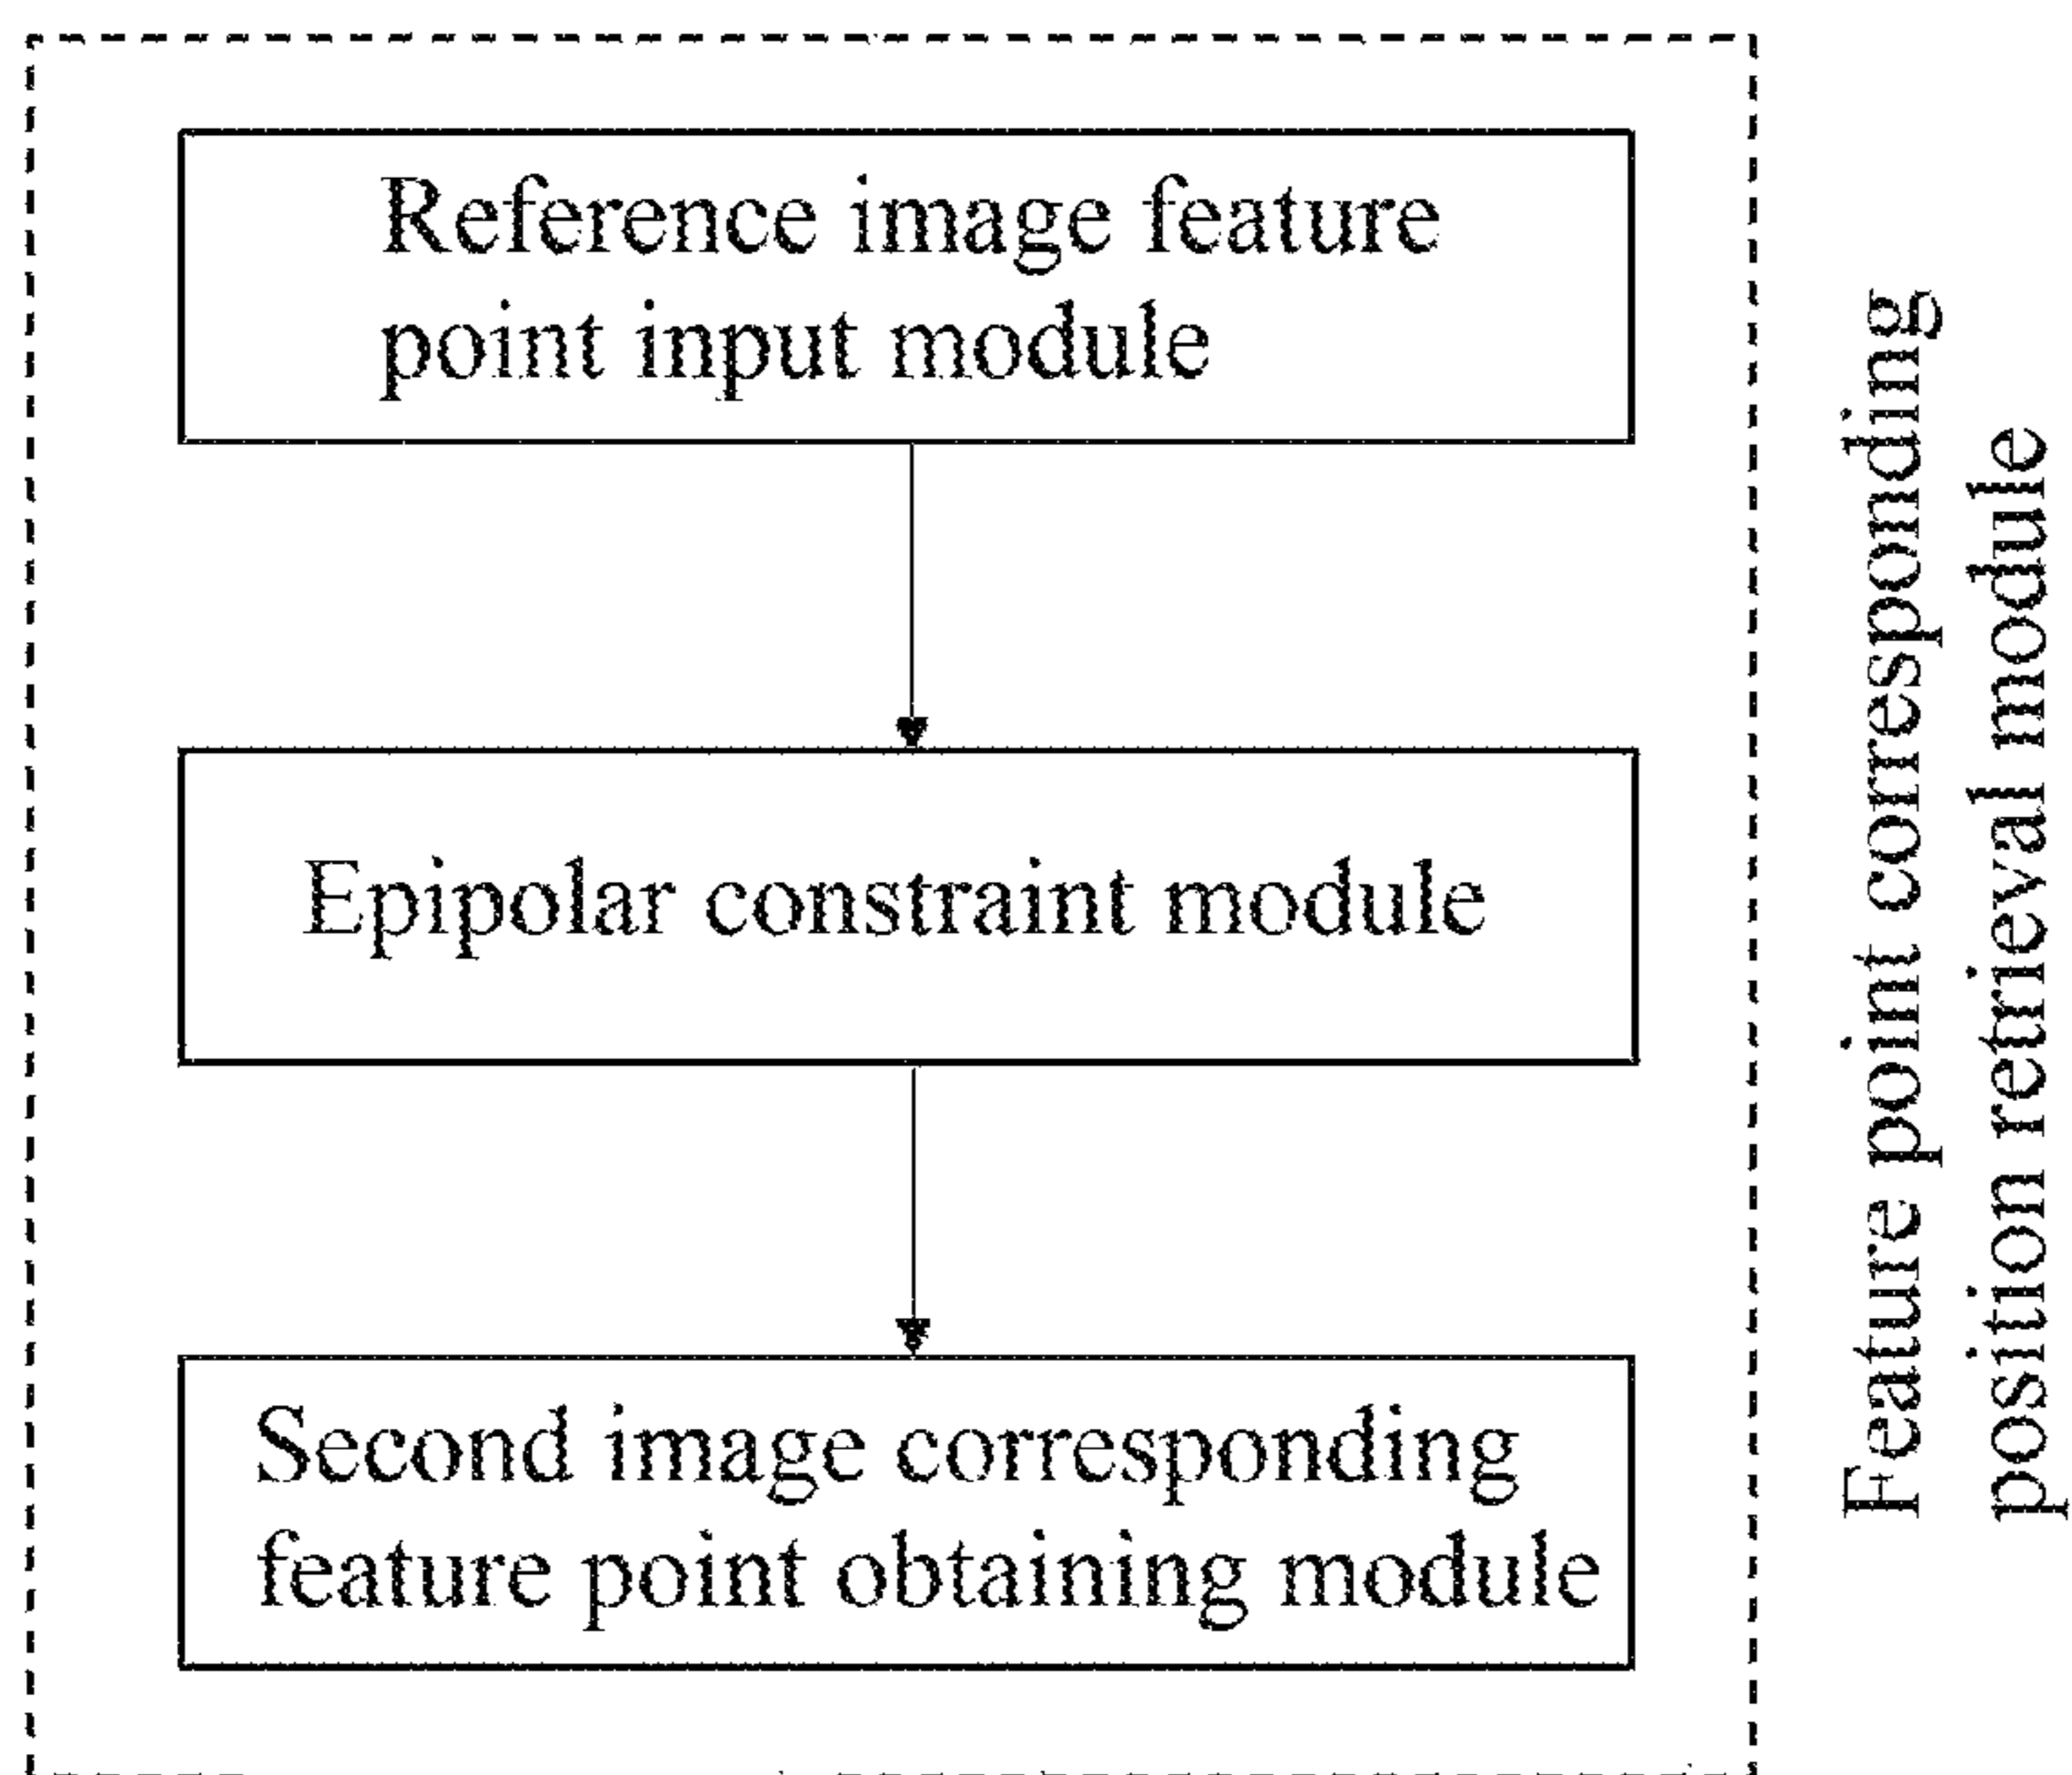 Reference image feature
point input module
Epipolar constraint module
Second image corresponding
feature point obtaining module
Feature point corresponding
position retrieval module